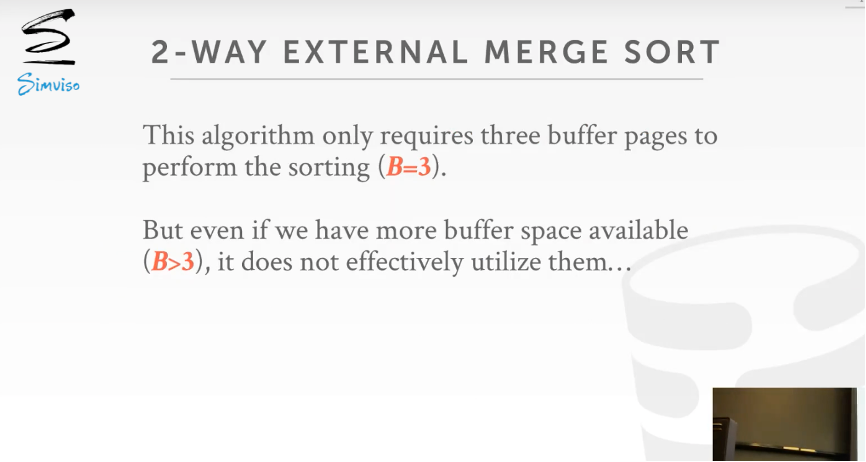 Simviso
2-WAY EXTERNAL MERGE SORT
This algorithm only requires three buffer pages to
perform the sorting (B=3).
But even if we have more buffer space available
(B>3), it does not effectively utilize them…